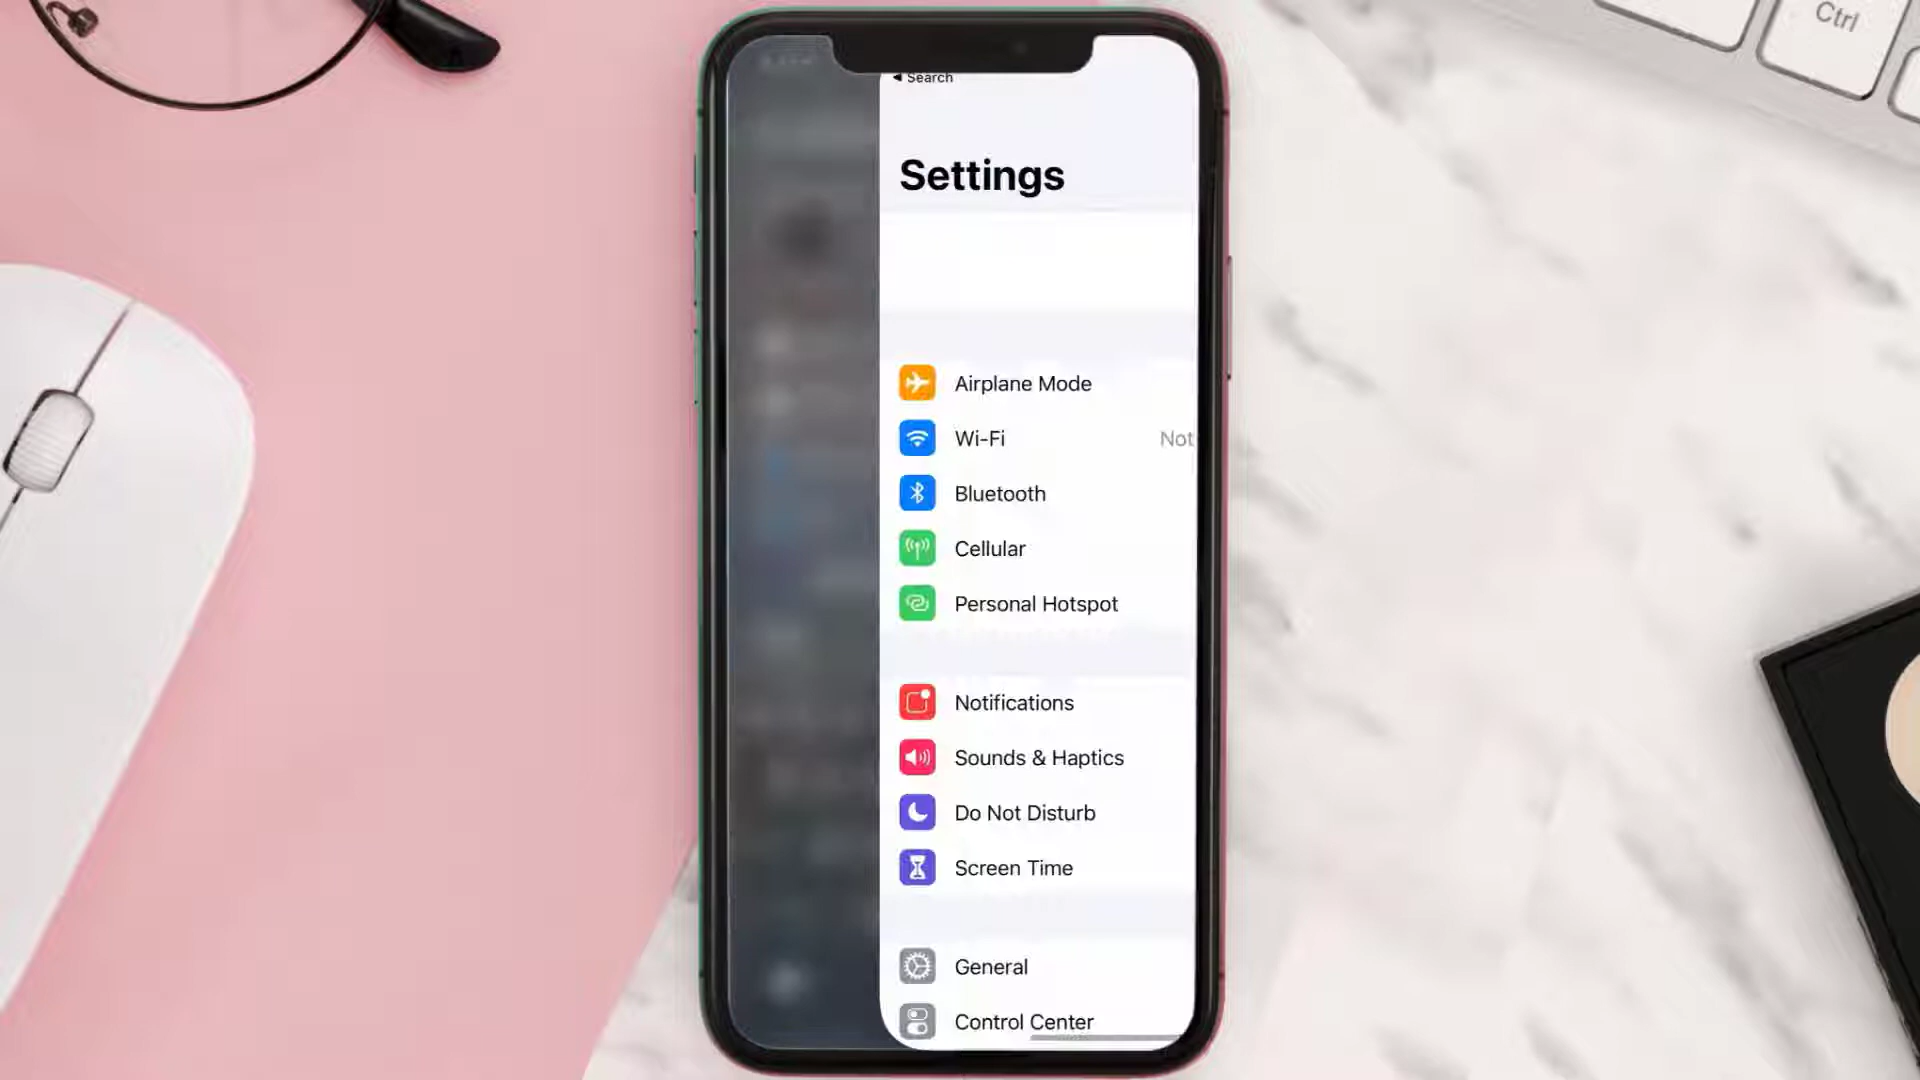 Ctrl
◀ Search
Settings
Airplane Mode
Wi-Fi Not
Bluetooth
Cellular
Personal Hotspot
Notifications
Sounds & Haptics
Do Not Disturb
Screen Time
General
Control Center